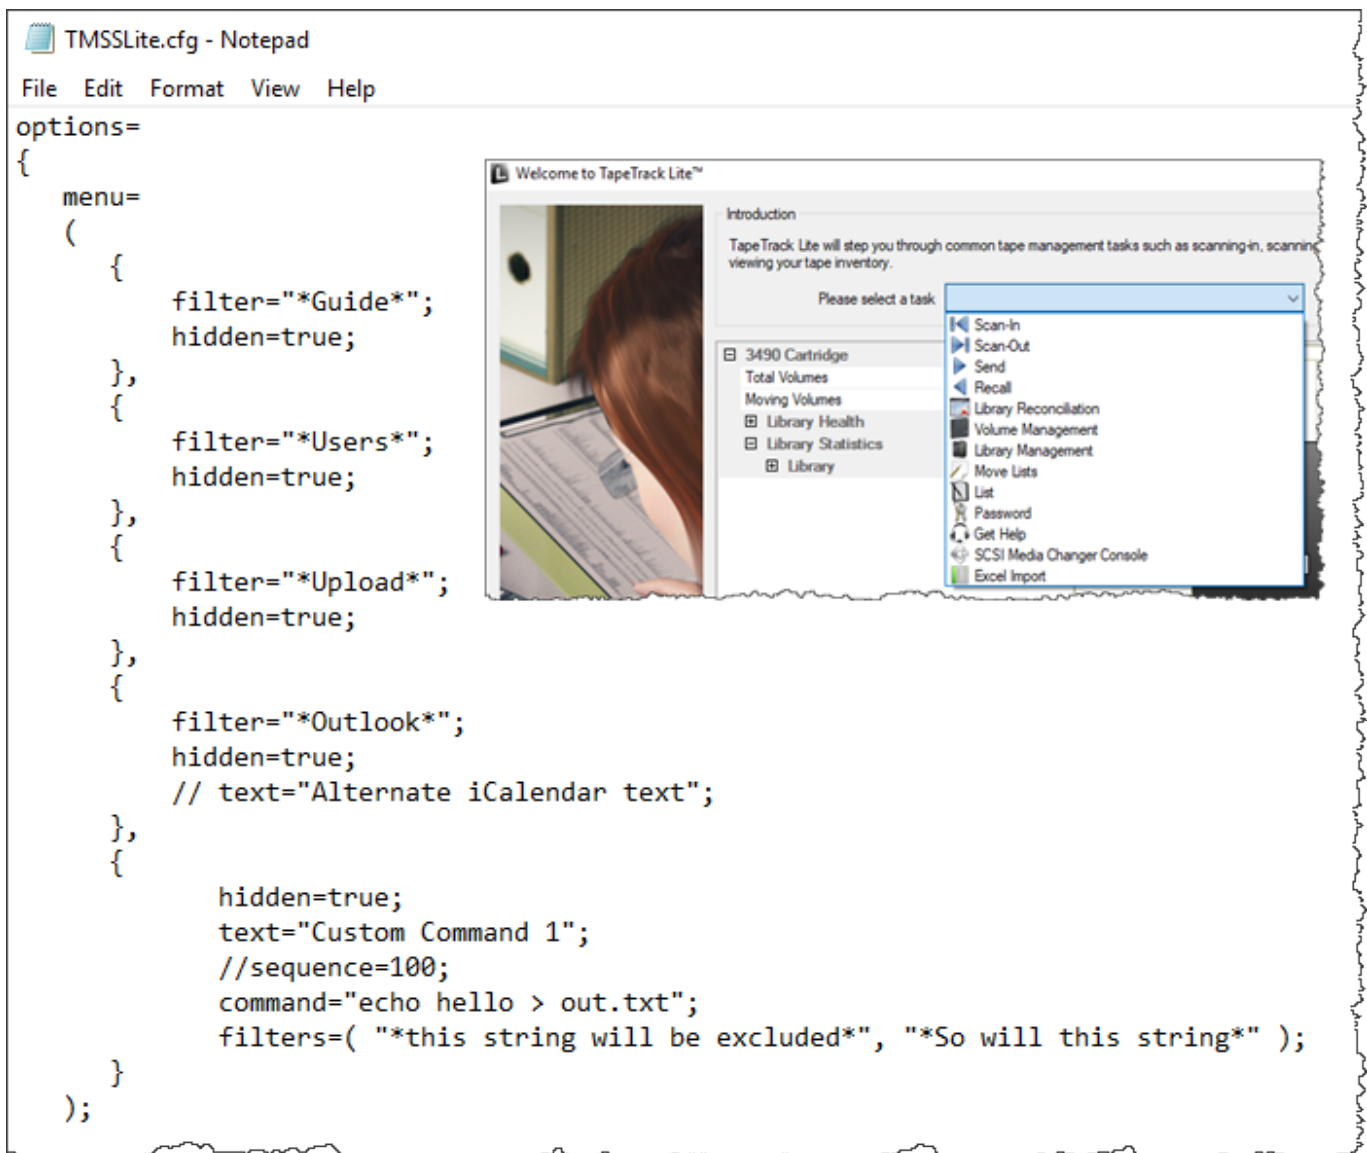 TMSSLite.cfg - Notepad
File Edit Format View Help
options=
{
menu=
(
{
filter="*Guide*";
hidden=true;
},
{
filter="*Users*";
hidden=true;
},
{
filter="*Upload*";
hidden=true;
},
{
filter="*Outlook*";
hidden=true;
// text="Alternate iCalendar text";
},
{
hidden=true;
text="Custom Command 1";
//sequence=100;
command="echo hello > out.txt";
filters=( "*this string will be excluded*", "*So will this string*" );
}
);
Welcome to TapeTrack Lite™
Introduction
TapeTrack Lite will step you through common tape management tasks such as scanning-in, scanning
viewing your tape inventory.
Please select a task
Scan-In
Scan-Out
Send
Recall
Library Reconciliation
Volume Management
Library Management
Move Lists
List
Password
Get Help
SCSI Media Changer Console
Excel Import
3490 Cartridge
Total Volumes
Moving Volumes
Library Health
Library Statistics
Library